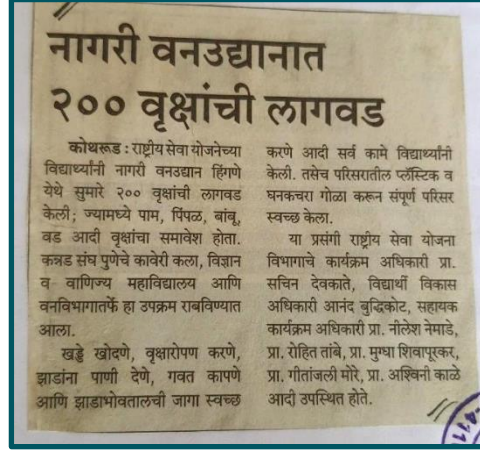 नागरी वनउद्यानात
२०० वृक्षांची लागवड
कोथरूड : राष्ट्रीय सेवा योजनेच्या
विद्यार्थ्यांनी नागरी वनउद्यान हिंगणे
येथे सुमारे २०० वृक्षांची लागवड
केली; ज्यामध्ये पाम, पिंपळ, बांबू,
वड आदी वृक्षांचा समावेश होता.
कन्नड संघ पुणेचे कावेरी कला, विज्ञान
व वाणिज्य महाविद्यालय आणि
वनविभागातर्फे हा उपक्रम राबविण्यात
आला.
खड्डे खोदणे, वृक्षारोपण करणे,
झाडांना पाणी देणे, गवत कापणे
आणि झाडाभोवतालची जागा स्वच्छ
करणे आदी सर्व कामे विद्यार्थ्यांनी
केली. तसेच परिसरातील प्लॅस्टिक व
घनकचरा गोळा करून संपूर्ण परिसर
स्वच्छ केला.
या प्रसंगी राष्ट्रीय सेवा योजना
विभागाचे कार्यक्रम अधिकारी प्रा.
सचिन देवकाते, विद्यार्थी विकास
अधिकारी आनंद बुद्धिकोट, सहायक
कार्यक्रम अधिकारी प्रा. नीलेश नेमाडे,
प्रा. रोहित तांबे, प्रा. मुग्धा शिवापूरकर,
प्रा. गीतांजली मोरे, प्रा. अश्विनी काळे
आदी उपस्थित होते.